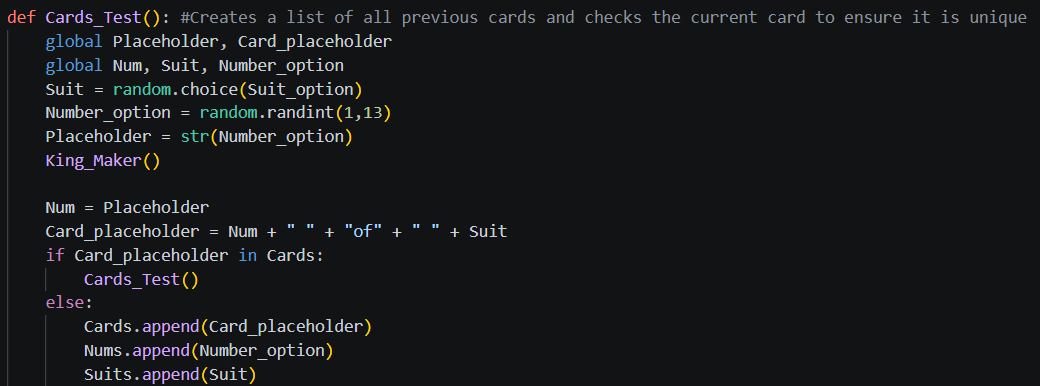 def Cards_Test(): #Creates a list of all previous cards and checks the current card to ensure it is unique
    global Placeholder, Card_placeholder
    global Num, Suit, Number_option
    Suit = random.choice(Suit_option)
    Number_option = random.randint(1,13)
    Placeholder = str(Number_option)
    King_Maker()

    Num = Placeholder
    Card_placeholder = Num + " " + "of" + " " + Suit
    if Card_placeholder in Cards:
        Cards_Test()
    else:
        Cards.append(Card_placeholder)
        Nums.append(Number_option)
        Suits.append(Suit)